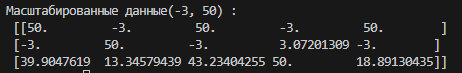 Масштабированные данные(-3, 50) :
[[50. -3. 50. -3. 50. ]
[-3. 50. -3. 3.07201309 -3. ]
[39.9047619 13.34579439 43.23404255 50. 18.89130435]]